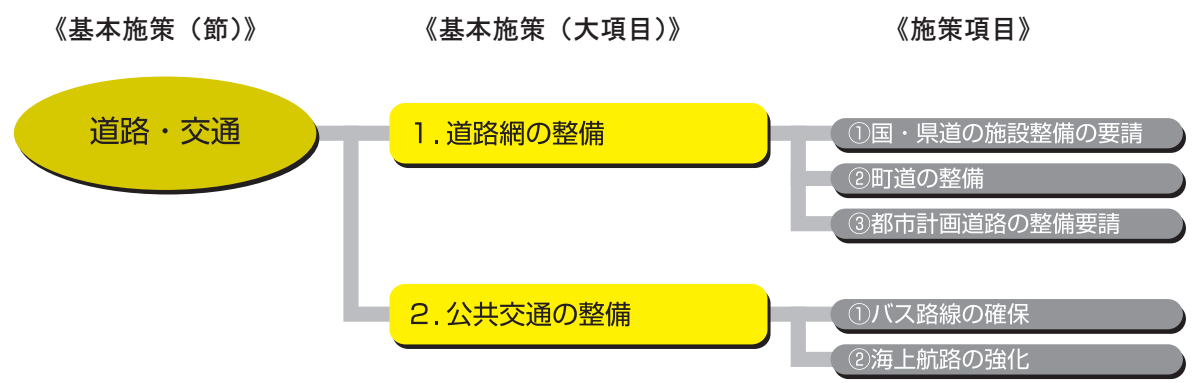 《基本施策（節）》
《基本施策（大項目）》
《施策項目》
道路・交通
１．道路網の整備
①国・県道の施設整備の要請
②町道の整備
③都市計画道路の整備要請
２．公共交通の整備
①バス路線の確保
②海上航路の強化